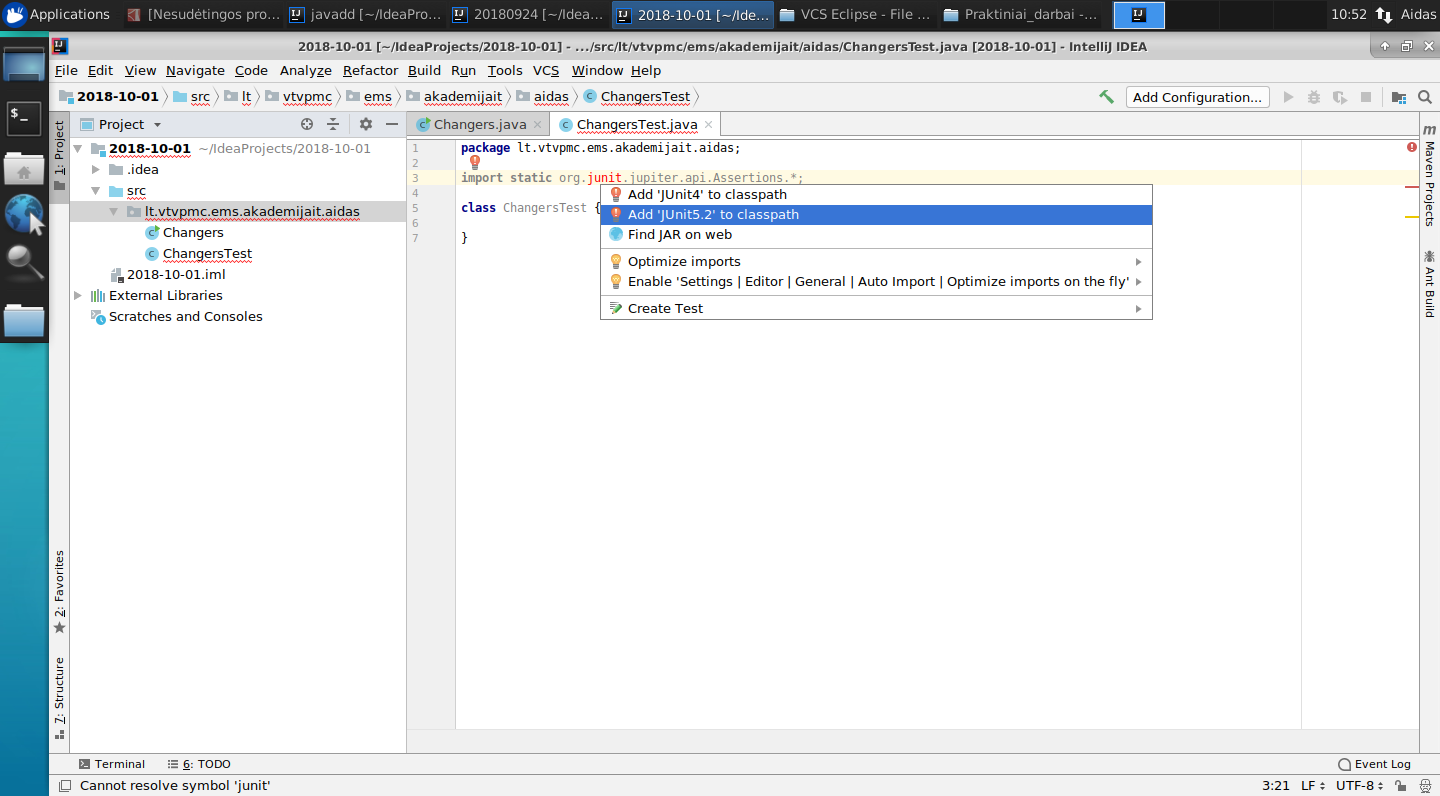 Applications [Nesudėtingos pro... javadd [~/IdeaPro... 20180924 [~/Idea... 2018-10-01 [~/Ide... VCS Eclipse - File ... Praktiniai_darbai -... 10:52 Aidas
2018-10-01 [~/IdeaProjects/2018-10-01] - .../src/lt/vtvpmc/ems/akademijait/aidas/ChangersTest.java [2018-10-01] - IntelliJ IDEA
File Edit View Navigate Code Analyze Refactor Build Run Tools VCS Window Help
2018-10-01 src lt vtvpmc ems akademijait aidas ChangersTest Add Configuration...
1: Project
Project
Changers.java ChangersTest.java
2018-10-01 ~/IdeaProjects/2018-10-01
.idea
src
lt.vtvpmc.ems.akademijait.aidas
Changers
ChangersTest
2018-10-01.iml
External Libraries
Scratches and Consoles
1 package lt.vtvpmc.ems.akademijait.aidas;
2
3 import static org.junit.jupiter.api.Assertions.*;
4
5 class ChangersTest {
6
7 }
Add 'JUnit4' to classpath
Add 'JUnit5.2' to classpath
Find JAR on web
Optimize imports
Enable 'Settings | Editor | General | Auto Import | Optimize imports on the fly'
Create Test
m Maven Projects
Ant Build
2: Favorites
7: Structure
Terminal 6: TODO Event Log
Cannot resolve symbol 'junit' 3:21 LF UTF-8